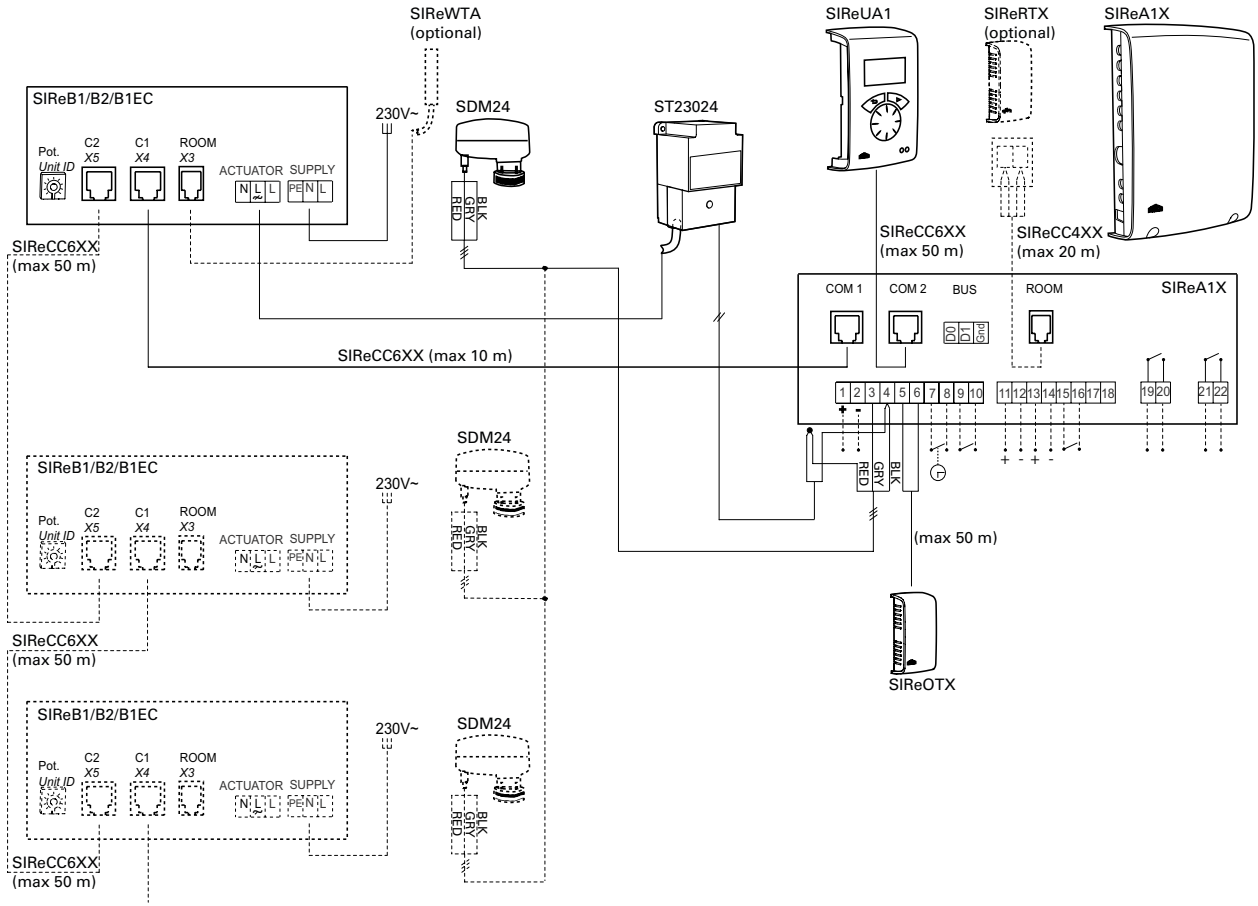 SIReWTA
(optional)
SIReUA1
SIReRTX
(optional)
SIReA1X
SIReB1/B2/B1EC
Pot.
Unit ID
C2
X5
C1
X4
ROOM
X3
ACTUATOR
N L L
SUPPLY
PE N L
230V~
SDM24
RED
GRY
BLK
ST23024
SIReCC6XX
(max 50 m)
SIReCC6XX
(max 50 m)
SIReCC4XX
(max 20 m)
SIReA1X
COM 1
COM 2
BUS
D0
D1
Gnd
ROOM
1 2 3 4 5 6 7 8 9 10
11 12 13 14 15 16 17 18
19 20
21 22
+ -
+ - + -
SIReCC6XX (max 10 m)
RED
GRY
BLK
(max 50 m)
SIReOTX
SIReB1/B2/B1EC
Pot.
Unit ID
C2
X5
C1
X4
ROOM
X3
ACTUATOR
N L L
SUPPLY
PE N L
230V~
SDM24
RED
GRY
BLK
SIReCC6XX
(max 50 m)
SIReB1/B2/B1EC
Pot.
Unit ID
C2
X5
C1
X4
ROOM
X3
ACTUATOR
N L L
SUPPLY
PE N L
230V~
SDM24
RED
GRY
BLK
SIReCC6XX
(max 50 m)